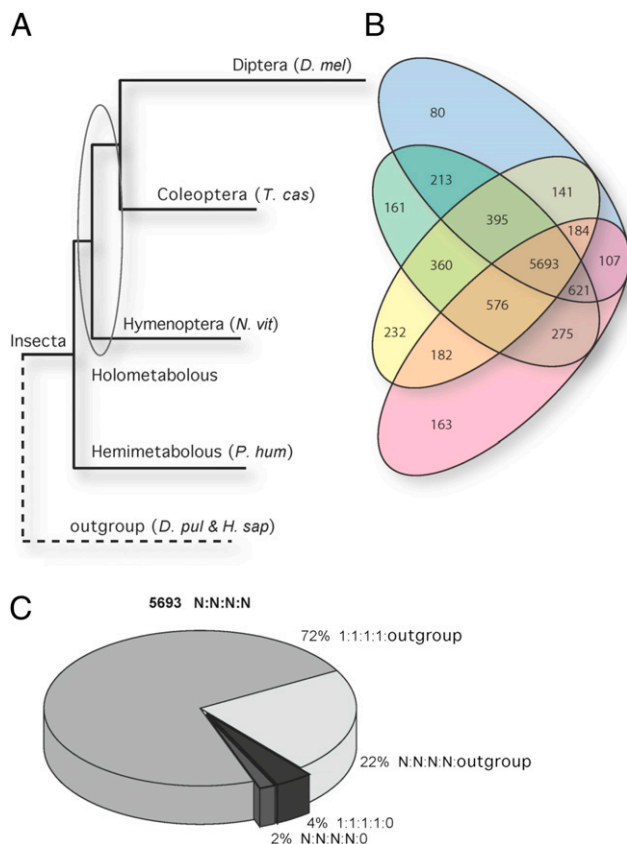 A
Diptera (D. mel)
Coleoptera (T. cas)
Hymenoptera (N. vit)
Insecta
Holometabolous
Hemimetabolous (P. hum)
outgroup (D. pul & H. sap)
B
80
213
141
161
395
184
360
5693
107
621
576
232
275
182
163
C
5693 N:N:N:N
72% 1:1:1:1:outgroup
22% N:N:N:N:outgroup
4% 1:1:1:1:0
2% N:N:N:N:0